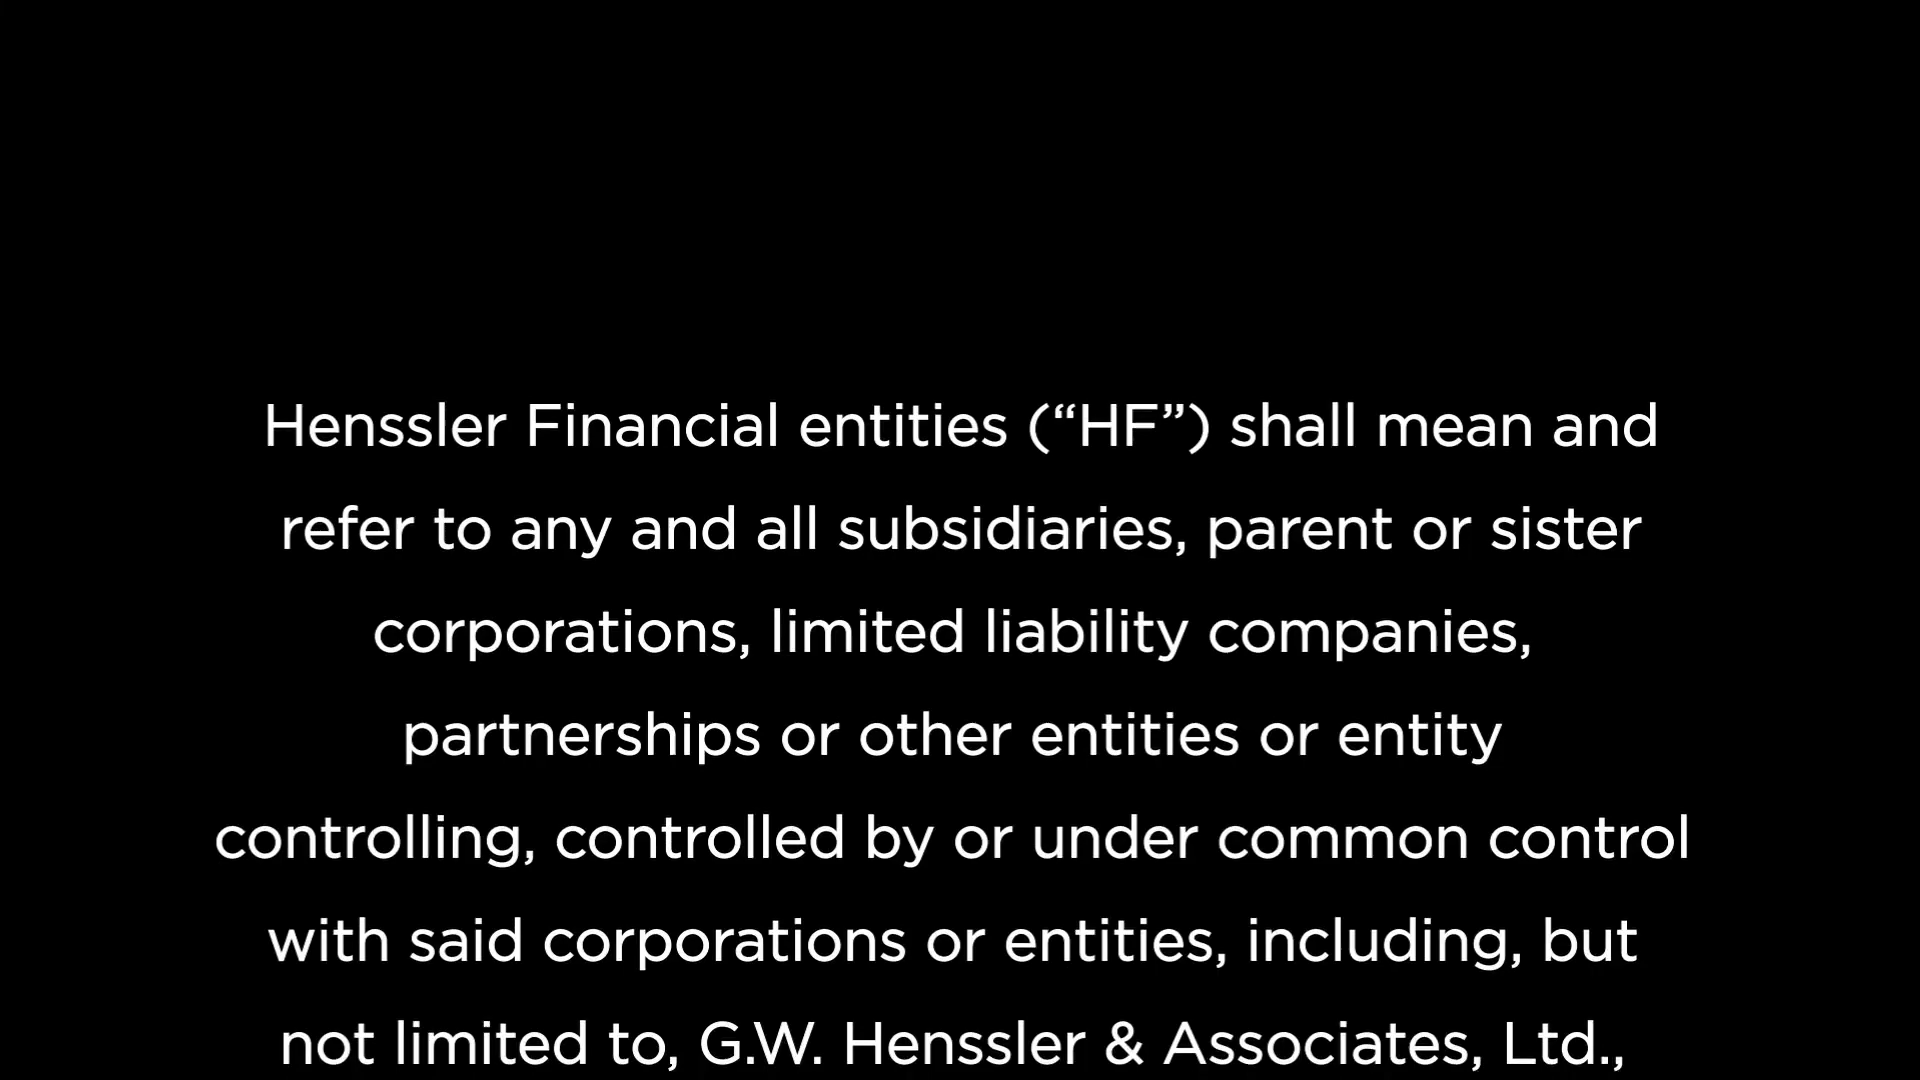 Henssler Financial entities (“HF”) shall mean and
refer to any and all subsidiaries, parent or sister
corporations, limited liability companies,
partnerships or other entities or entity
controlling, controlled by or under common control
with said corporations or entities, including, but
not limited to, G.W. Henssler & Associates, Ltd.,